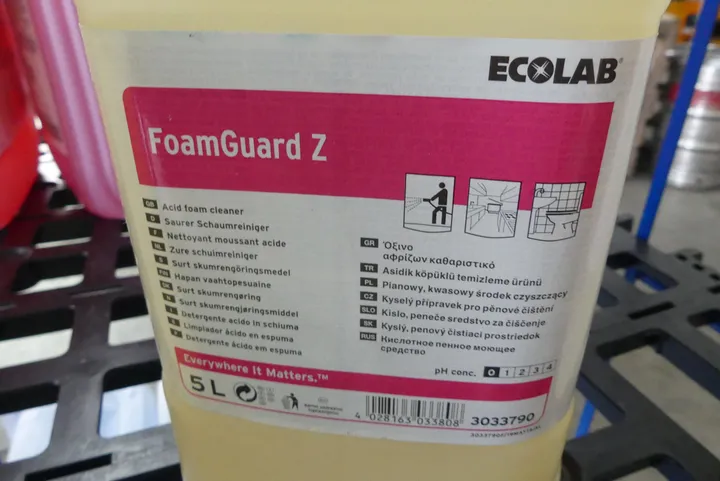 ECOLAB®
FoamGuard Z
GB Acid foam cleaner
D Saurer Schaumreiniger
F Nettoyant moussant acide
NL Zure schuimreiniger
S Surt skumrengöringsmedel
FIN Hapan vaahtopesuaine
DK Surt skumrengøring
N Surt skumrengjøringsmiddel
I Detergente acido in schiuma
E Limpiador ácido en espuma
P Detergente ácido em espuma
GR Όξινο
αφρίζων καθαριστικό
TR Asidik köpüklü temizleme ürünü
PL Pianowy, kwasowy środek czyszczący
CZ Kyselý přípravek pro pěnové čištění
SLO Kislo, peneče sredstvo za čiščenje
SK Kyslý, penový čistiaci prostriedok
RUS Кислотное пенное моющее
средство
pH conc. 0 1 2 3 4
Everywhere It Matters.™
5 L
4 028163 033808
3033790